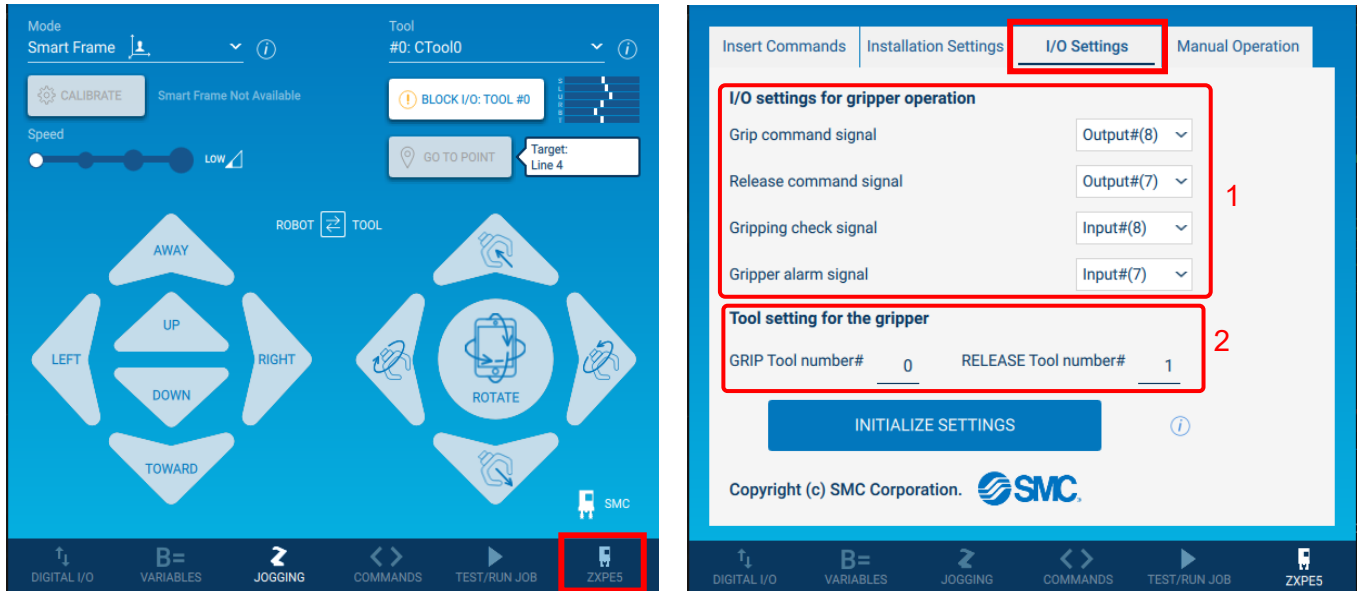 Mode
Smart Frame
Tool
#0: CTool0
CALIBRATE
Smart Frame Not Available
BLOCK I/O: TOOL #0
S
L
U
R
B
T
Speed
LOW
GO TO POINT
Target:
Line 4
ROBOT
TOOL
AWAY
UP
LEFT
RIGHT
DOWN
TOWARD
ROTATE
SMC
DIGITAL I/O
B=
VARIABLES
JOGGING
COMMANDS
TEST/RUN JOB
ZXPE5
Insert Commands
Installation Settings
I/O Settings
Manual Operation
I/O settings for gripper operation
Grip command signal
Output#(8)
Release command signal
Output#(7)
1
Gripping check signal
Input#(8)
Gripper alarm signal
Input#(7)
Tool setting for the gripper
2
GRIP Tool number# 0
RELEASE Tool number# 1
INITIALIZE SETTINGS
Copyright (c) SMC Corporation.
SMC
DIGITAL I/O
B=
VARIABLES
JOGGING
COMMANDS
TEST/RUN JOB
ZXPE5